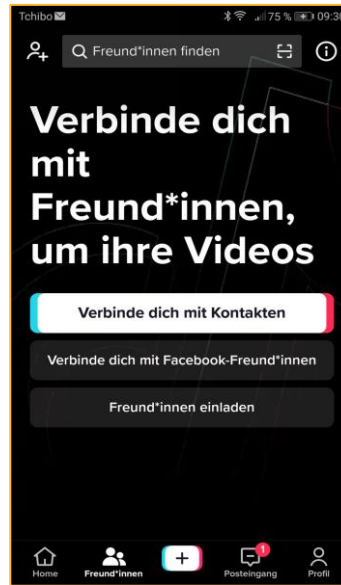 Tchibo 75 % 09:30
Freund*innen finden
Verbinde dich
mit
Freund*innen,
um ihre Videos
Verbinde dich mit Kontakten
Verbinde dich mit Facebook-Freund*innen
Freund*innen einladen
1
Home Freund*innen Posteingang Profil